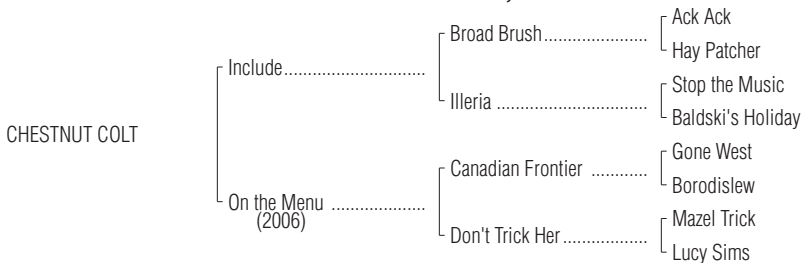 Ack Ack
Broad Brush......................
Hay Patcher
Include..............................
Stop the Music
Illeria ................................
Baldski's Holiday
CHESTNUT COLT
Gone West
Canadian Frontier ............
Borodislew
On the Menu ....................
(2006)
Mazel Trick
Don't Trick Her..................
Lucy Sims